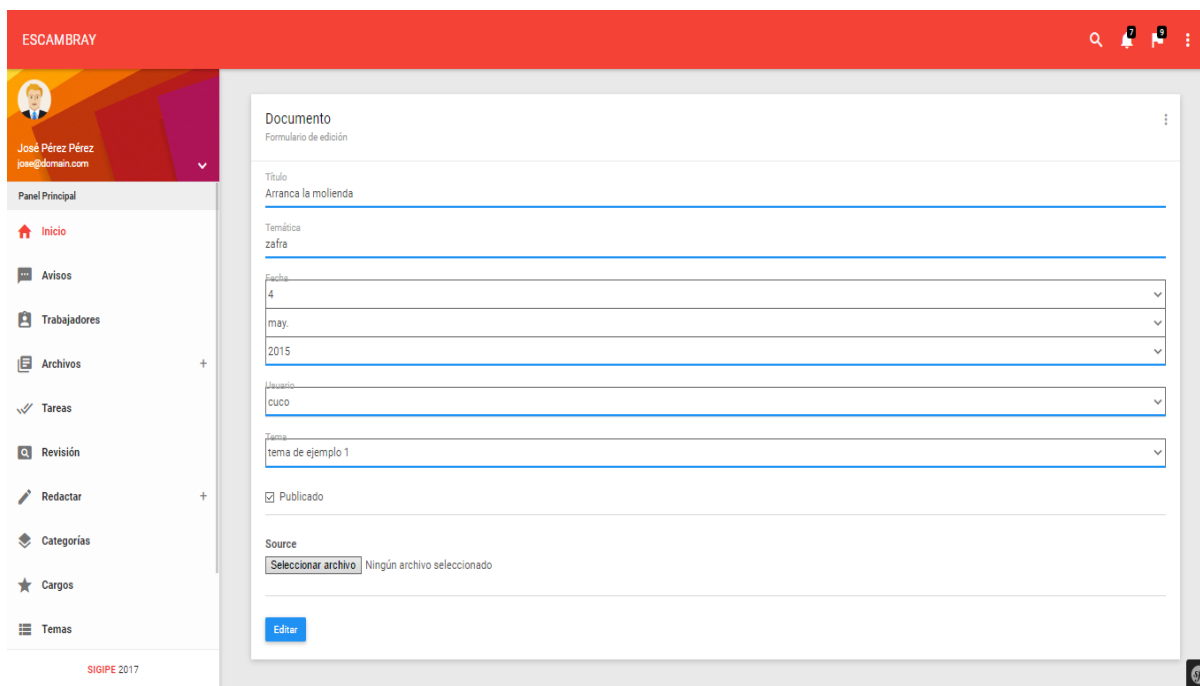 ESCAMBRAY
7
9
José Pérez Pérez
jose@domain.com
Panel Principal
Inicio
Avisos
Trabajadores
Archivos +
Tareas
Revisión
Redactar +
Categorías
Cargos
Temas
SIGIPE 2017
Documento
Formulario de edición
Título
Arranca la molienda
Temática
zafra
Fecha
4
may.
2015
Usuario
cuco
Tema
tema de ejemplo 1
Publicado
Source
Seleccionar archivo Ningún archivo seleccionado
Editar